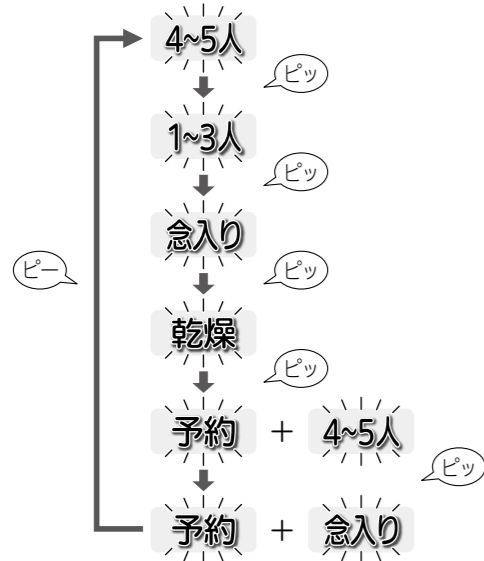 4~5人
ピッ
1~3人
ピッ
念入り
ピー
ピッ
乾燥
ピッ
予約 + 4~5人
ピッ
予約 + 念入り